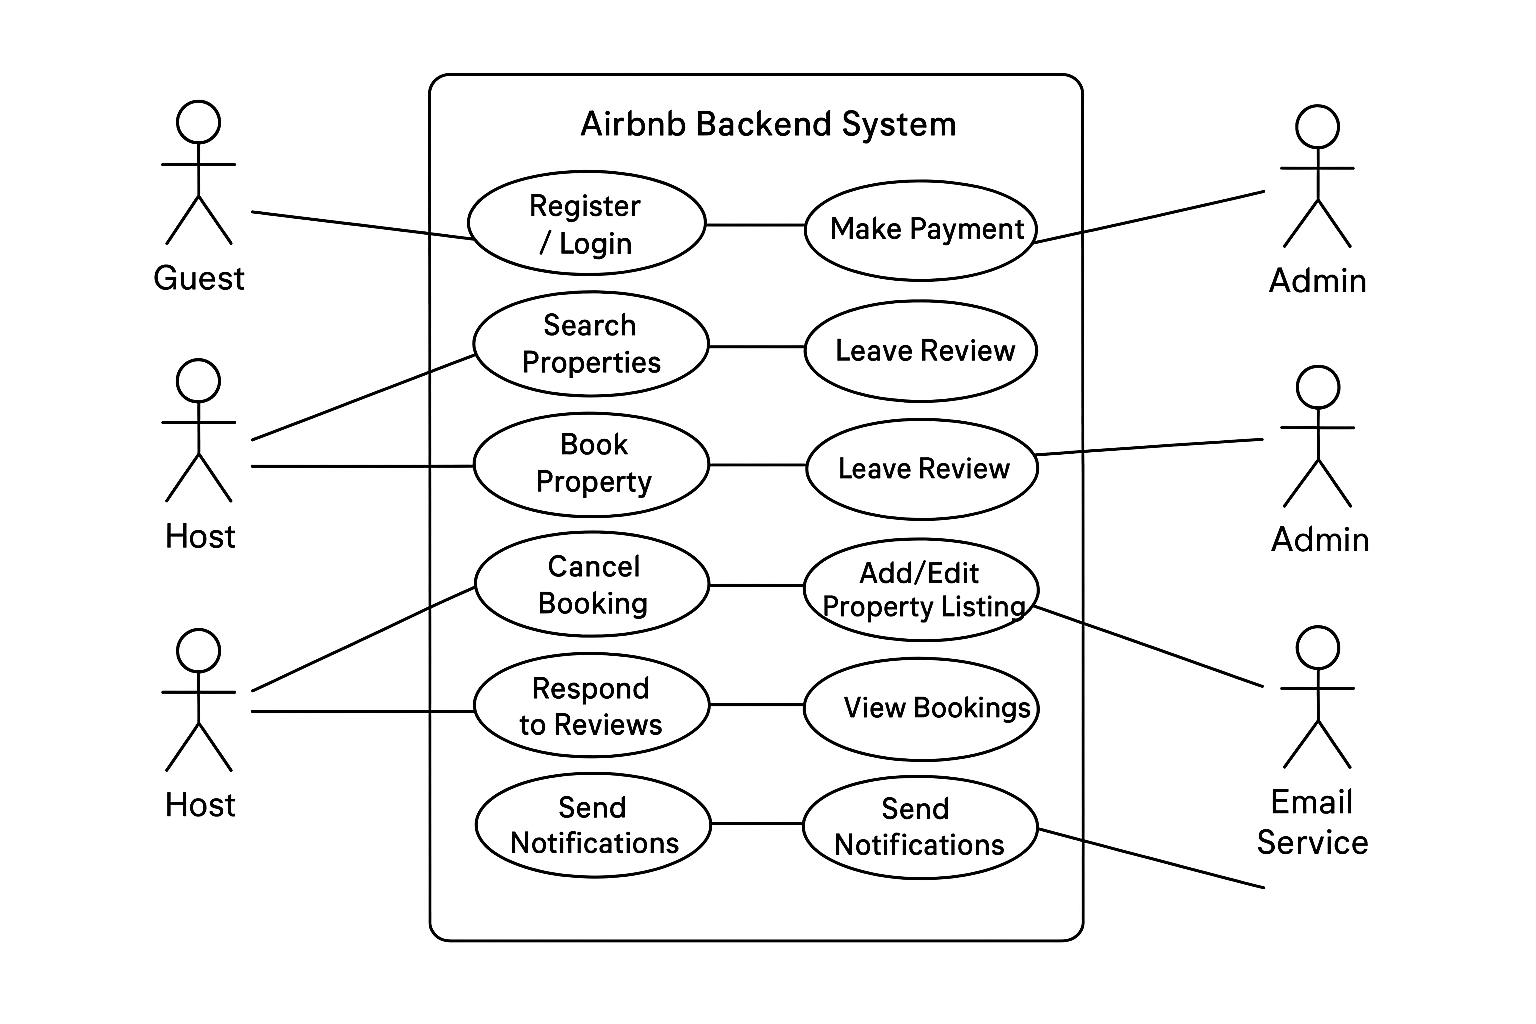 Airbnb Backend System
Guest
Host
Host
Register
/ Login
Make Payment
Search
Properties
Leave Review
Book
Property
Leave Review
Cancel
Booking
Add/Edit
Property Listing
Respond
to Reviews
View Bookings
Send
Notifications
Send
Notifications
Admin
Admin
Email
Service